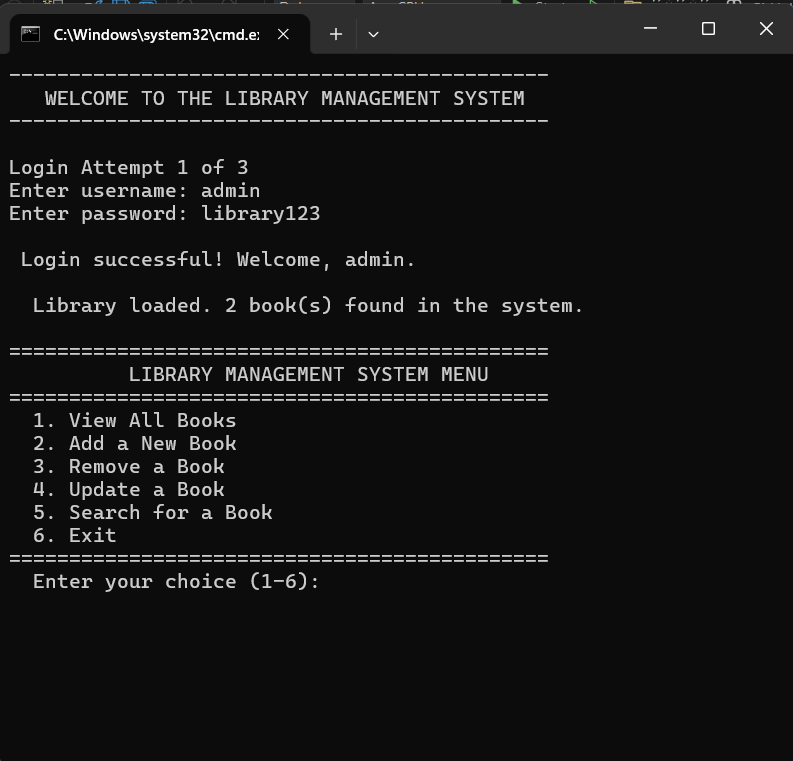 C:\Windows\system32\cmd.e
---------------------------------------------
   WELCOME TO THE LIBRARY MANAGEMENT SYSTEM
---------------------------------------------

Login Attempt 1 of 3
Enter username: admin
Enter password: library123

 Login successful! Welcome, admin.

  Library loaded. 2 book(s) found in the system.

=============================================
          LIBRARY MANAGEMENT SYSTEM MENU
=============================================
  1. View All Books
  2. Add a New Book
  3. Remove a Book
  4. Update a Book
  5. Search for a Book
  6. Exit
=============================================
  Enter your choice (1-6):